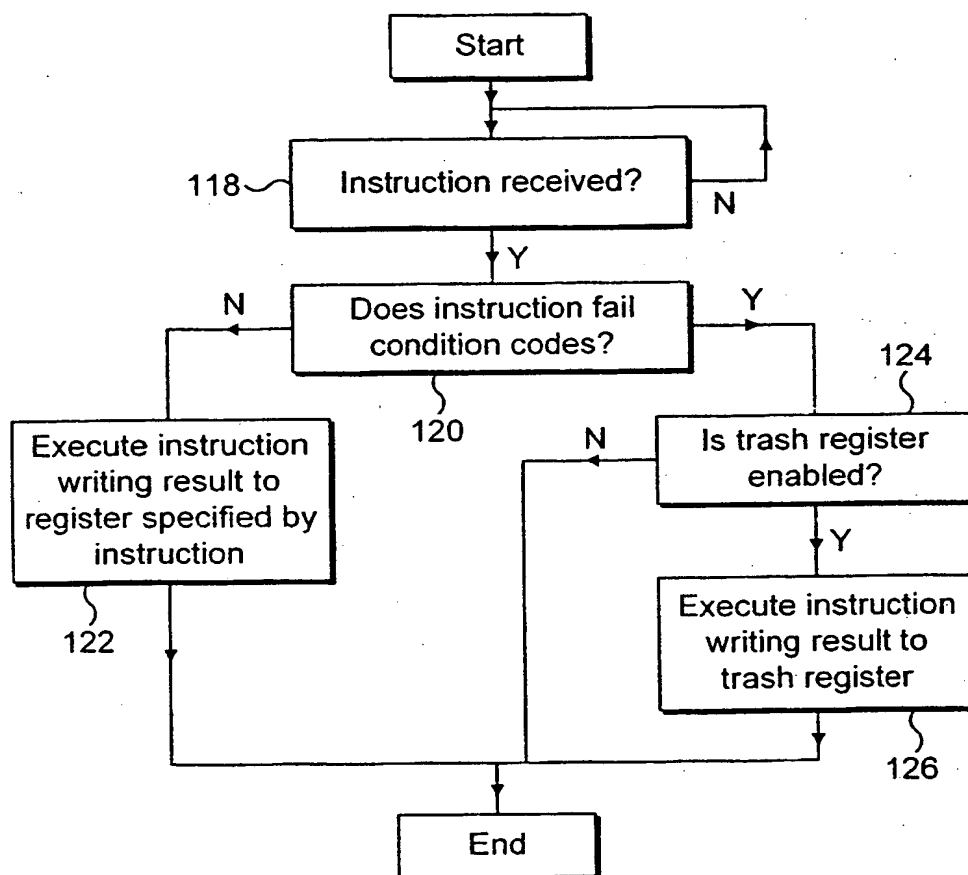 Start
118
Instruction received?
N
Y
N
Does instruction fail
condition codes?
Y
120
124
Execute instruction
writing result to
register specified by
instruction
122
N
Is trash register
enabled?
Y
Execute instruction
writing result to
trash register
126
End